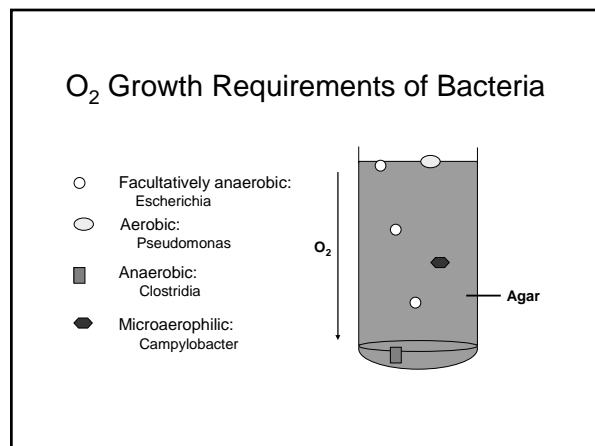 O2 Growth Requirements of Bacteria
Facultatively anaerobic:
Escherichia
Aerobic:
Pseudomonas
Anaerobic:
Clostridia
Microaerophilic:
Campylobacter
O2
Agar